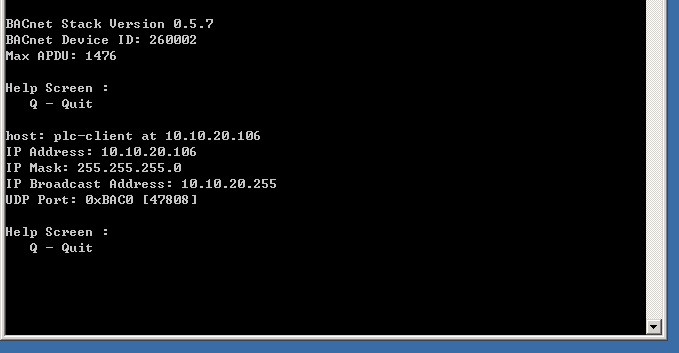 BACnet Stack Version 0.5.7
BACnet Device ID: 260002
Max APDU: 1476
Help Screen :
Q - Quit
host: plc-client at 10.10.20.106
IP Address: 10.10.20.106
IP Mask: 255.255.255.0
IP Broadcast Address: 10.10.20.255
UDP Port: 0xBAC0 [47808]
Help Screen :
Q - Quit